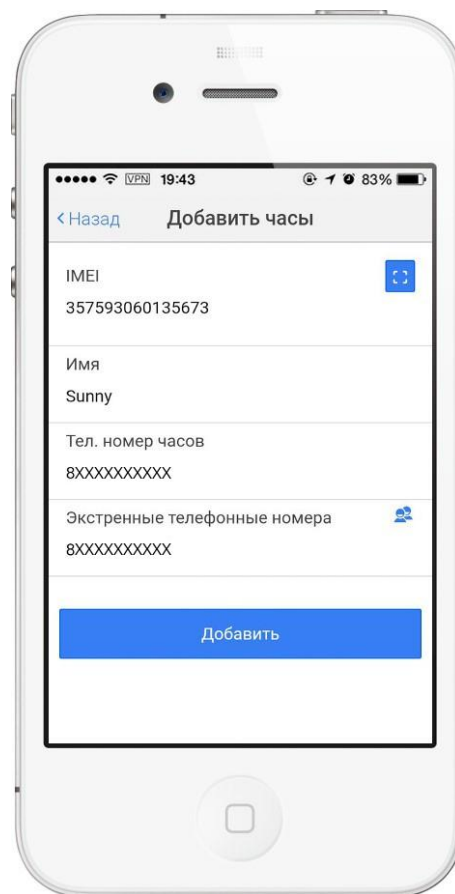 VPN 19:43 83%
Назад Добавить часы
IMEI
357593060135673
Имя
Sunny
Тел. номер часов
8XXXXXXXXXX
Экстренные телефонные номера
8XXXXXXXXXX
Добавить